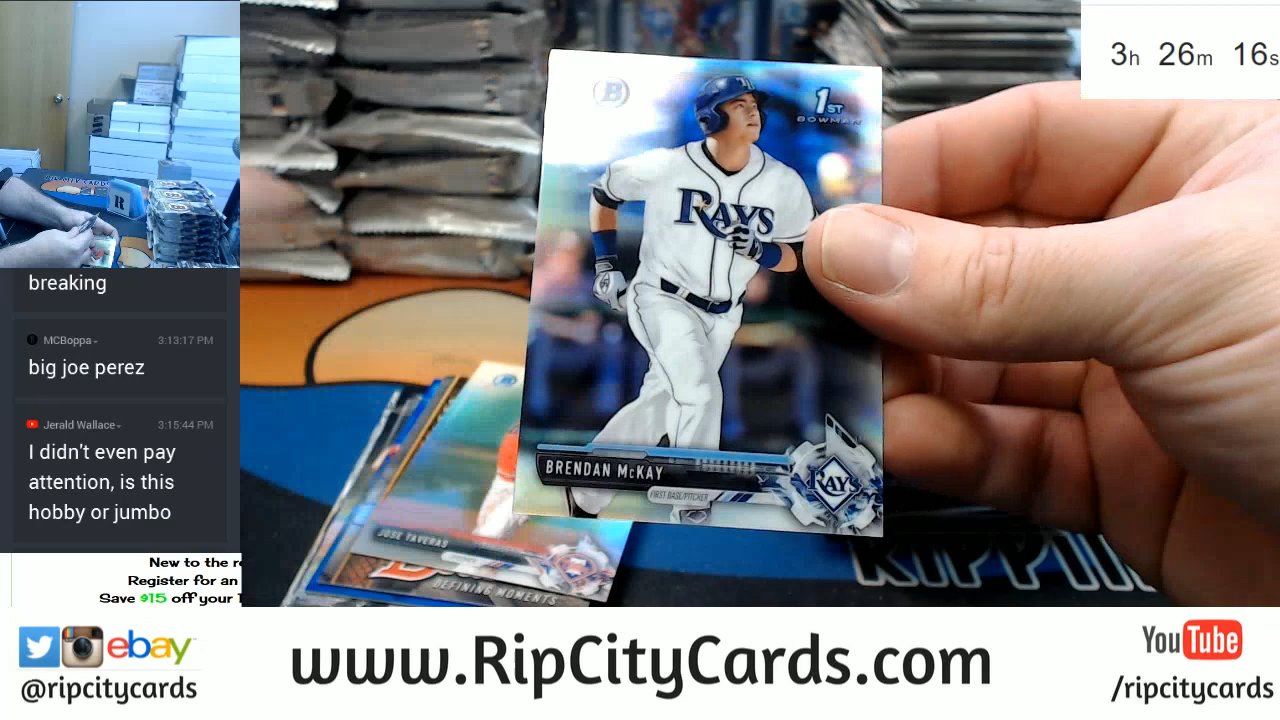 3h 26m 16s
B
1ST
BOWMAN
RAYS
BRENDAN McKAY
FIRST BASE/PITCHER
RAYS
JOSE TAVERAS
DEFINING MOMENTS
RIPPIN
R
breaking
MCBoppa
3:13:17 PM
big joe perez
Jerald Wallace
3:15:44 PM
I didn't even pay
attention, is this
hobby or jumbo
New to the r
Register for an
Save $15 off your
ebay
@ripcitycards
www.RipCityCards.com
YouTube
/ripcitycards